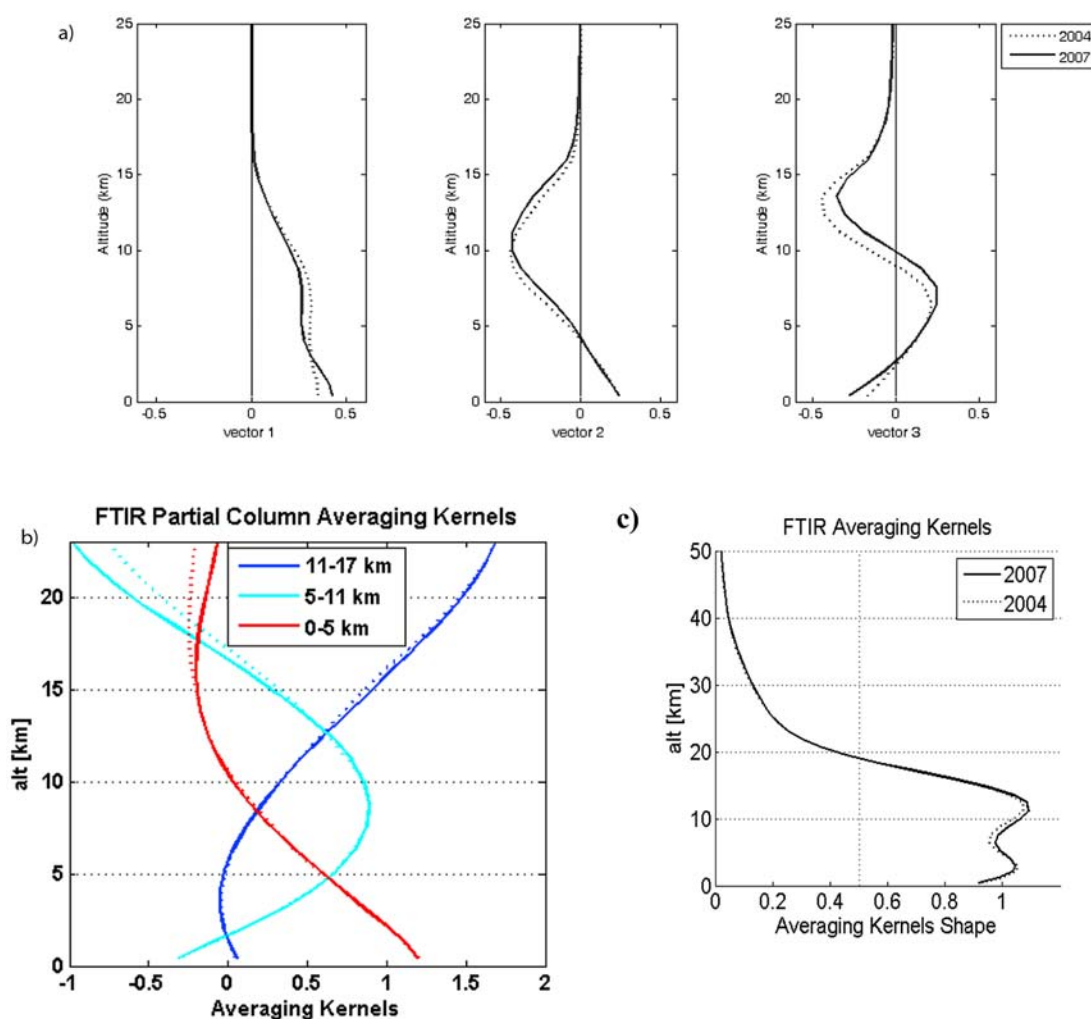 a)
25
20
15
10
5
0
Altitude (km)
-0.5 0 0.5
vector 1
25
20
15
10
5
0
Altitude (km)
-0.5 0 0.5
vector 2
25
20
15
10
5
0
Altitude (km)
-0.5 0 0.5
vector 3
2004
2007
b)
FTIR Partial Column Averaging Kernels
11-17 km
5-11 km
0-5 km
20
15
10
5
0
alt [km]
-1 -0.5 0 0.5 1 1.5 2
Averaging Kernels
c)
FTIR Averaging Kernels
2007
2004
50
40
30
20
10
0
alt [km]
0 0.2 0.4 0.6 0.8 1
Averaging Kernels Shape